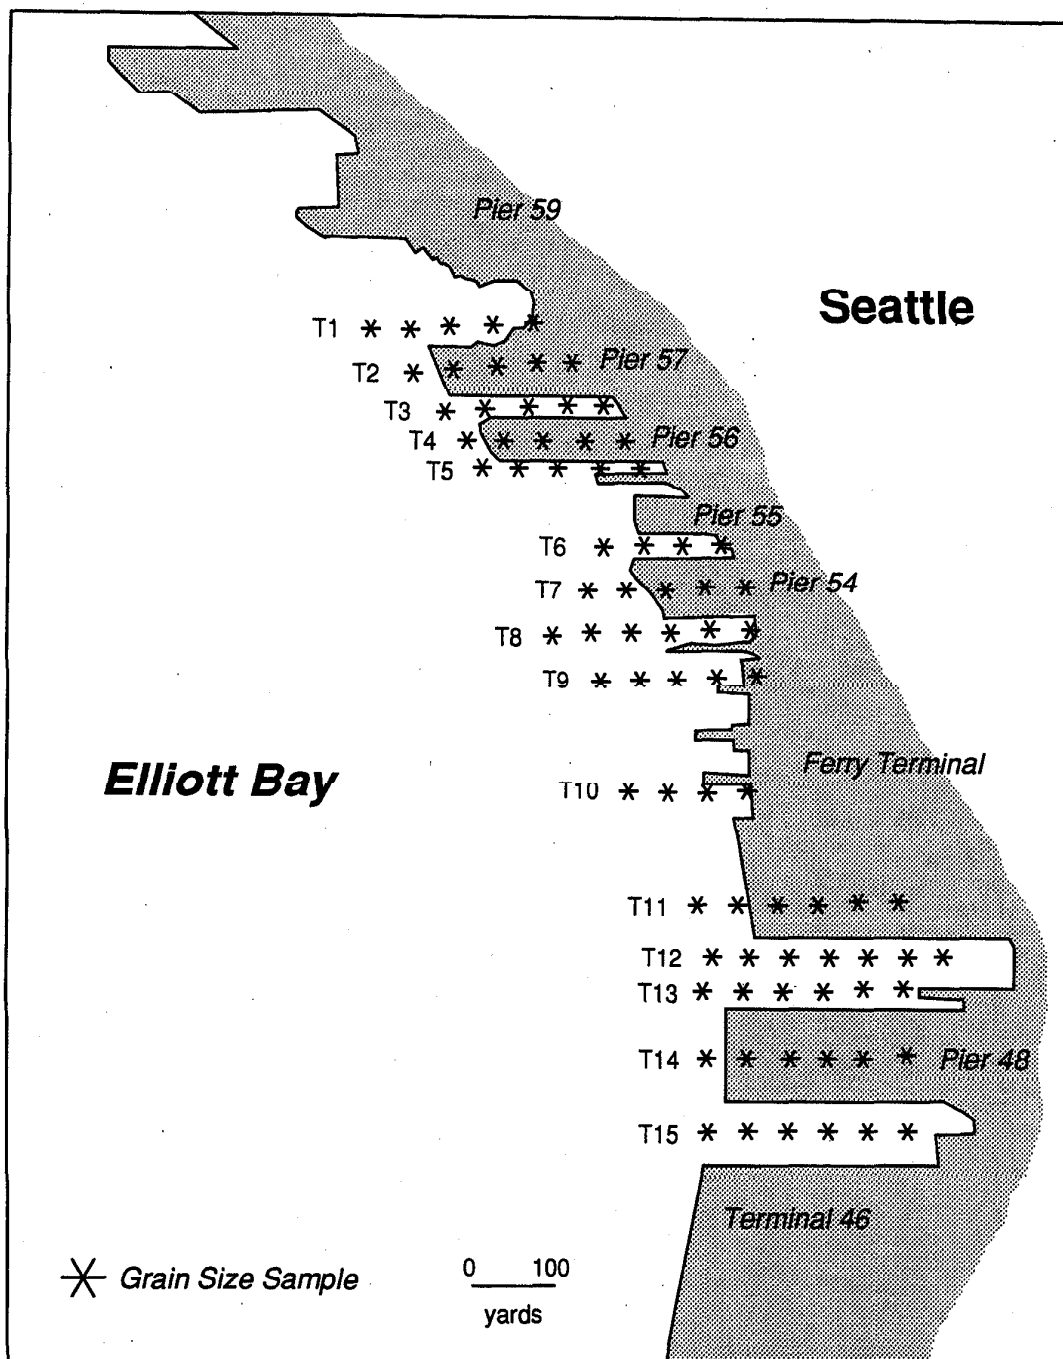 Pier 59
Seattle
T1
Pier 57
T2
T3
T4
Pier 56
T5
Pier 55
T6
T7
Pier 54
T8
T9
Elliott Bay
Ferry Terminal
T10
T11
T12
T13
T14
Pier 48
T15
Terminal 46
Grain Size Sample
0 100
yards